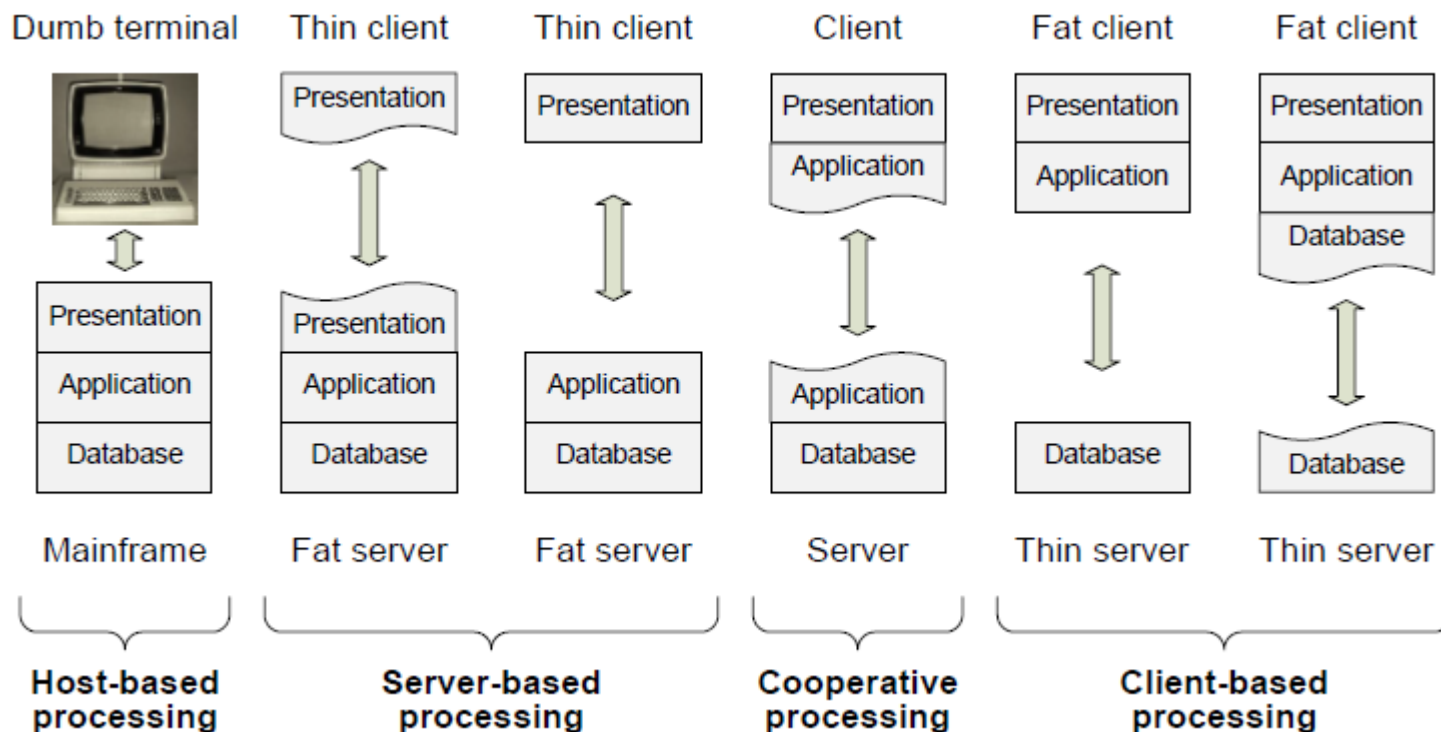 Dumb terminal
Thin client
Thin client
Client
Fat client
Fat client
Presentation
Presentation
Presentation
Presentation
Presentation
Application
Application
Application
Database
Presentation
Presentation
Application
Application
Application
Application
Database
Database
Database
Database
Database
Database
Mainframe
Fat server
Fat server
Server
Thin server
Thin server
Host-based
processing
Server-based
processing
Cooperative
processing
Client-based
processing